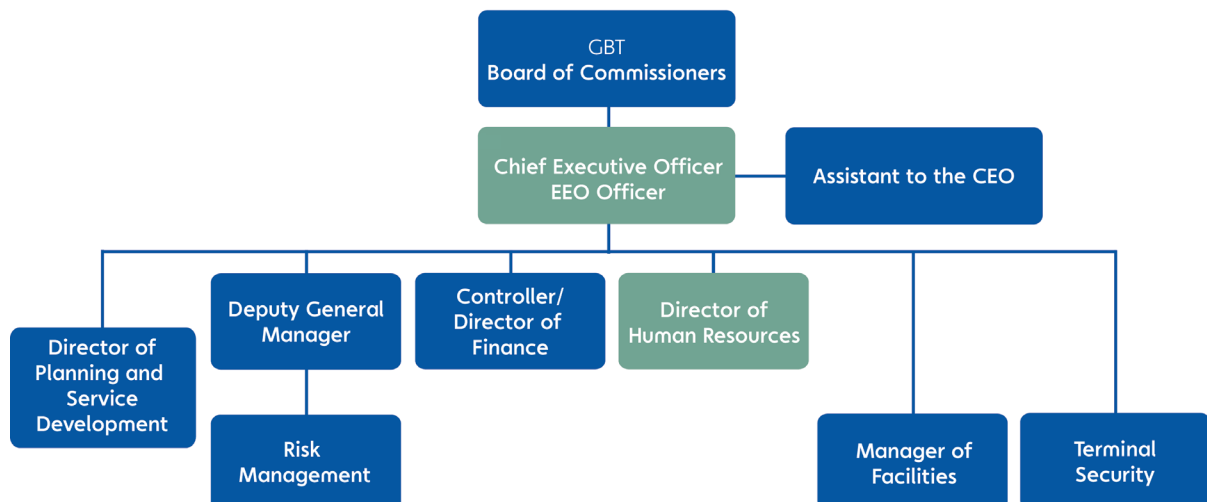 GBT
Board of Commissioners
Chief Executive Officer
EEO Officer
Assistant to the CEO
Director of
Planning and
Service
Development
Deputy General
Manager
Controller/
Director of
Finance
Director of
Human Resources
Risk
Management
Manager of
Facilities
Terminal
Security